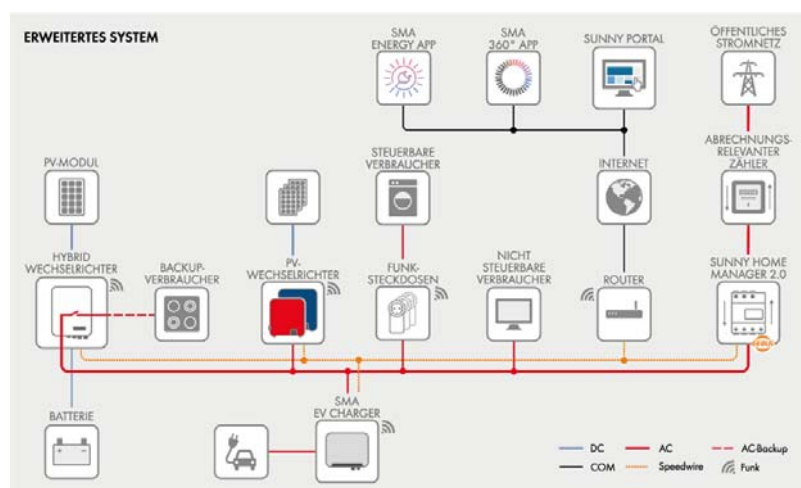 ERWEITERTES SYSTEM
SMA
ENERGY APP
SMA
360° APP
SUNNY PORTAL
ÖFFENTLICHES
STROMNETZ
PV-MODUL
STEUERBARE
VERBRAUCHER
INTERNET
ABRECHNUNGS-
RELEVANTER
ZÄHLER
HYBRID
WECHSELRICHTER
BACKUP-
VERBRAUCHER
PV-
WECHSELRICHTER
FUNK-
STECKDOSEN
NICHT
STEUERBARE
VERBRAUCHER
ROUTER
SUNNY HOME
MANAGER 2.0
BATTERIE
SMA
EV CHARGER
DC
AC
AC-Backup
COM
Speedwire
Funk